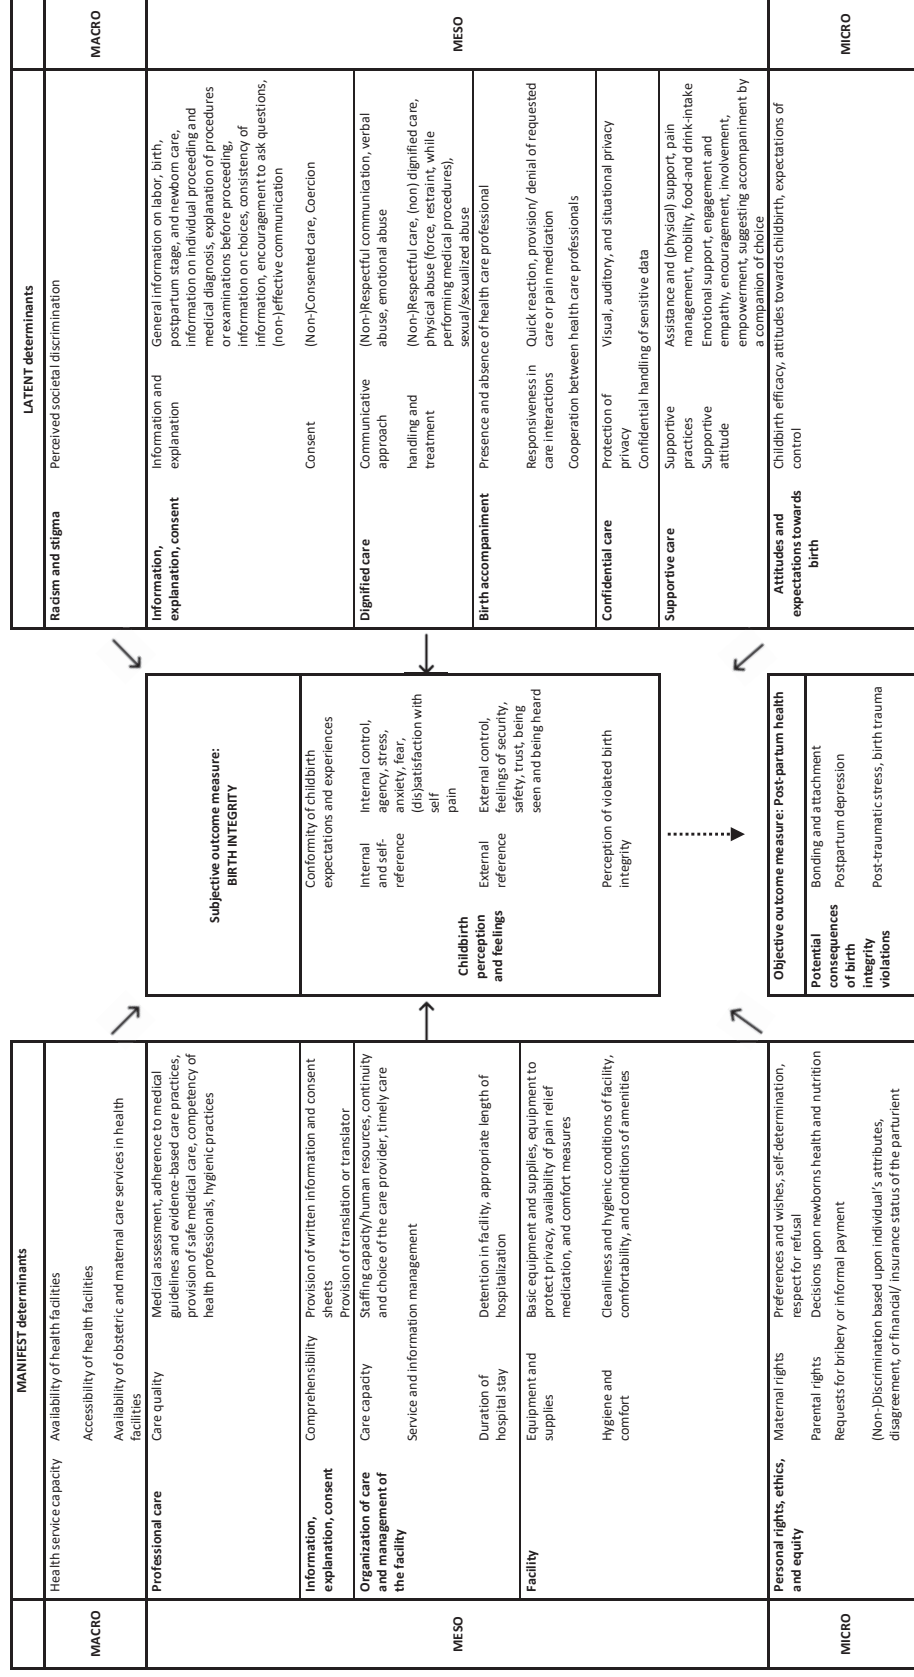 MANIFEST determinants
MACRO
Health service capacity
Availability of health facilities
Accessibility of health facilities
Availability of obstetric and maternal care services in health
facilities
MESO
Professional care
Care quality
Medical assessment, adherence to medical
guidelines and evidence-based care practices,
provision of safe medical care, competency of
health professionals, hygienic practices
Information,
explanation, consent
Comprehensibility
Provision of written information and consent
sheets
Provision of translation or translator
Organization of care
and management of
the facility
Care capacity
Staffing capacity/human resources, continuity
and choice of the care provider, timely care
Service and information management
Duration of
hospital stay
Detention in facility, appropriate length of
hospitalization
Facility
Equipment and
supplies
Basic equipment and supplies, equipment to
protect privacy, availability of pain relief
medication, and comfort measures
Hygiene and
comfort
Cleanliness and hygienic conditions of facility,
comfortability, and conditions of amenities
MICRO
Personal rights, ethics,
and equity
Maternal rights
Preferences and wishes, self-determination,
respect for refusal
Parental rights
Decisions upon newborns health and nutrition
Requests for bribery or informal payment
(Non-)Discrimination based upon individual's attributes,
disagreement, or financial/ insurance status of the parturient
Subjective outcome measure:
BIRTH INTEGRITY
Childbirth
perception
and feelings
Conformity of childbirth
expectations and experiences
Internal
and self-
reference
Internal control,
agency, stress,
anxiety, fear,
(dis)satisfaction with
self
pain
External
reference
External control,
feelings of security,
safety, trust, being
seen and being heard
Perception of violated birth
integrity
Objective outcome measure: Post-partum health
Potential
consequences
of birth
integrity
violations
Bonding and attachment
Postpartum depression
Post-traumatic stress, birth trauma
LATENT determinants
Racism and stigma
Perceived societal discrimination
MACRO
Information,
explanation, consent
Information and
explanation
General information on labor, birth,
postpartum stage, and newborn care,
information on individual proceeding and
medical diagnosis, explanation of procedures
or examinations before proceeding,
information on choices, consistency of
information, encouragement to ask questions,
(non-)effective communication
Consent
(Non-)Consented care, Coercion
MESO
Dignified care
Communicative
approach
(Non-)Respectful communication, verbal
abuse, emotional abuse
handling and
treatment
(Non-)Respectful care, (non) dignified care,
physical abuse (force, restraint, while
performing medical procedures),
sexual/sexualized abuse
Birth accompaniment
Presence and absence of health care professional
Responsiveness in
care interactions
Quick reaction, provision/ denial of requested
care or pain medication
Cooperation between health care professionals
Confidential care
Protection of
privacy
Visual, auditory, and situational privacy
Confidential handling of sensitive data
Supportive care
Supportive
practices
Assistance and (physical) support, pain
management, mobility, food-and drink-intake
Supportive
attitude
Emotional support, engagement and
empathy, encouragement, involvement,
empowerment, suggesting accompaniment by
a companion of choice
Attitudes and
expectations towards
birth
Childbirth efficacy, attitudes towards childbirth, expectations of
control
MICRO